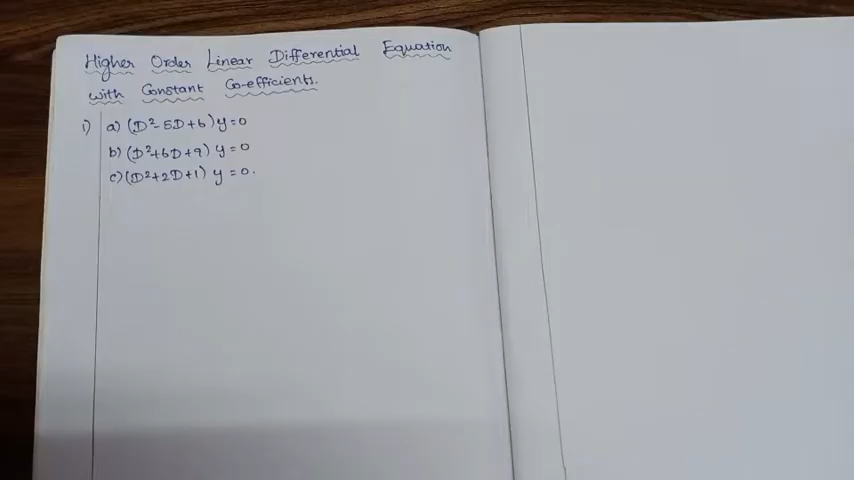 Higher Order Linear Differential Equation
with Constant Co-efficients.
1) a) (D²-5D+6)y=0
b) (D²+6D+9) y=0
c) (D²+2D+1) y=0.